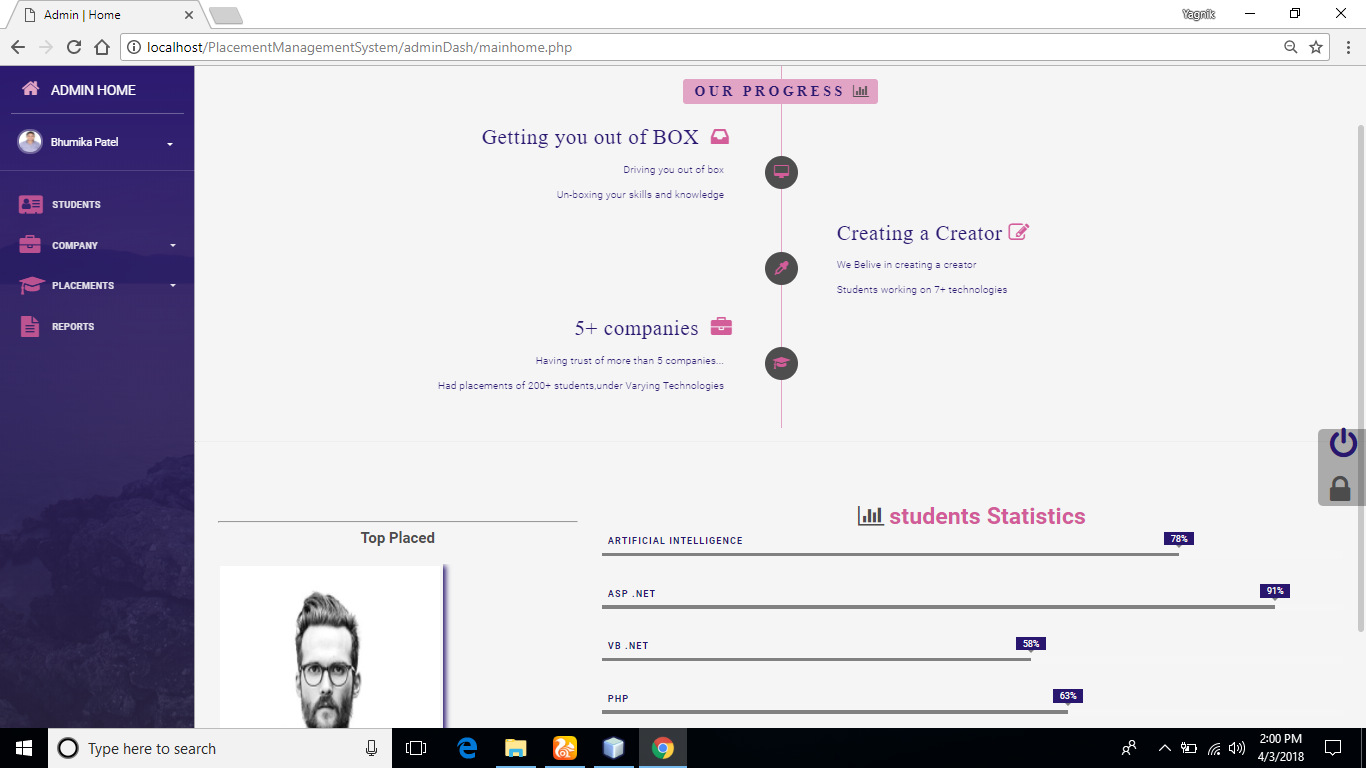 Admin | Home
Yagnik
localhost/PlacementManagementSystem/adminDash/mainhome.php
ADMIN HOME
Bhumika Patel
STUDENTS
COMPANY
PLACEMENTS
REPORTS
OUR PROGRESS
Getting you out of BOX
Driving you out of box
Un-boxing your skills and knowledge
Creating a Creator
We Belive in creating a creator
Students working on 7+ technologies
5+ companies
Having trust of more than 5 companies...
Had placements of 200+ students,under Varying Technologies
Top Placed
students Statistics
ARTIFICIAL INTELLIGENCE
78%
ASP .NET
91%
VB .NET
58%
PHP
63%
Type here to search
2:00 PM
4/3/2018